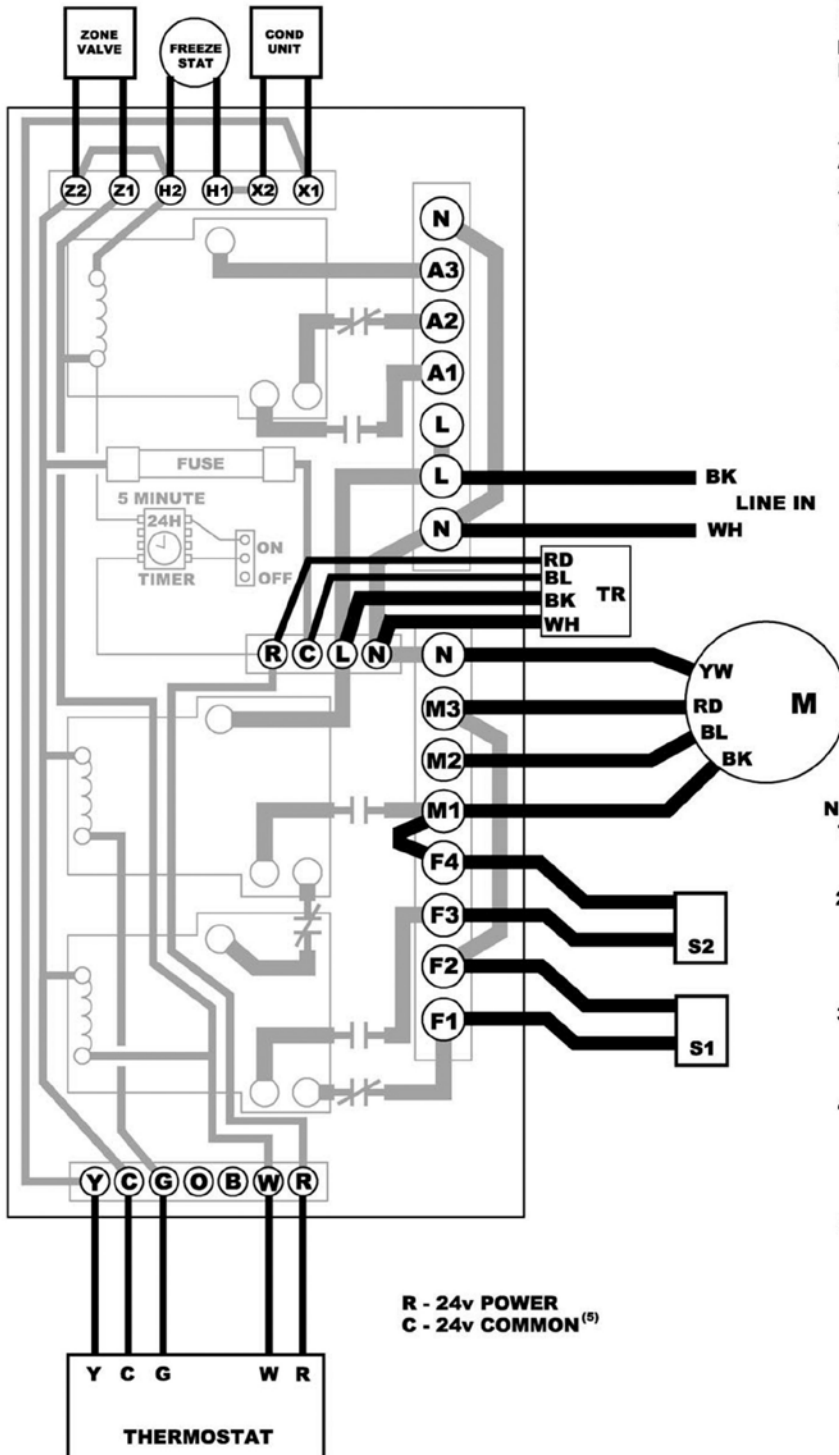 ZONE VALVE
FREEZE STAT
COND UNIT
Z2 Z1 H2 H1 X2 X1
N
A3
A2
A1
L
L
BK
LINE IN
N
WH
FUSE
5 MINUTE
24H
TIMER
ON
OFF
RD
BL
BK
WH
TR
R C L N
N
YW
M3
RD
M
M2
BL
M1
BK
F4
F3
S2
F2
F1
S1
Y C G O B W R
R - 24v POWER
C - 24v COMMON (5)
Y C G W R
THERMOSTAT